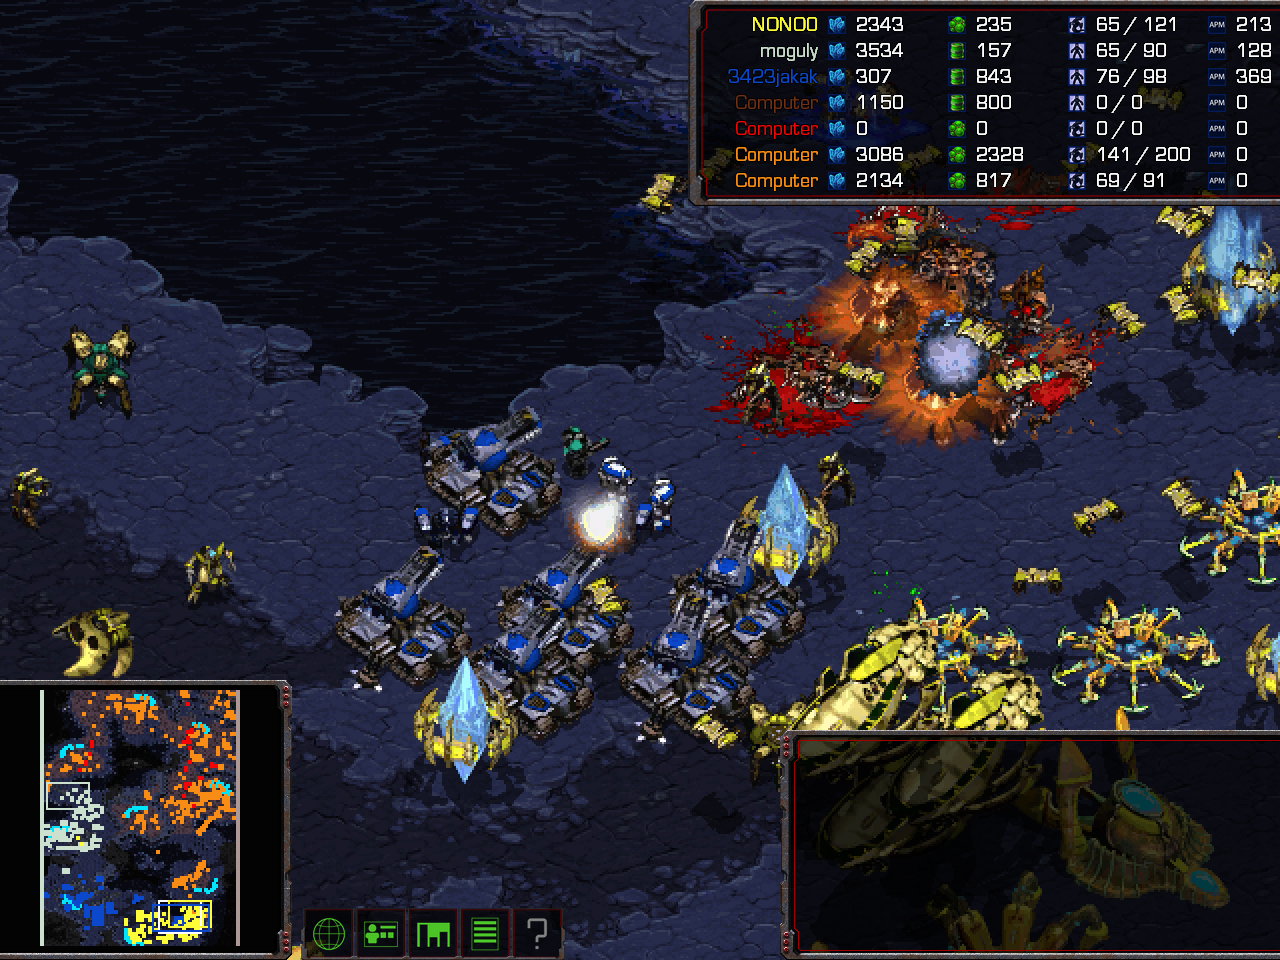 NONOO 2343 235 65 / 121 APM 213
moguly 3534 157 65 / 90 APM 128
3423jakak 307 843 76 / 98 APM 369
Computer 1150 800 0 / 0 APM 0
Computer 0 0 0 / 0 APM 0
Computer 3086 2328 141 / 200 APM 0
Computer 2134 817 69 / 91 APM 0
?